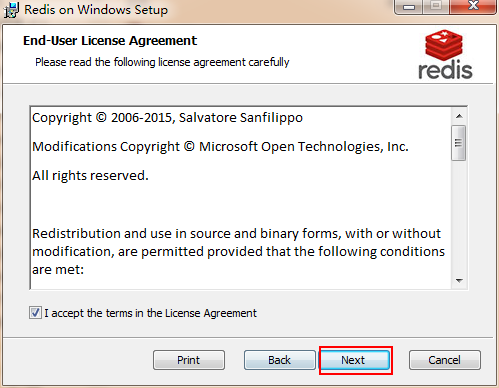 Redis on Windows Setup
End-User License Agreement
Please read the following license agreement carefully
redis
Copyright © 2006-2015, Salvatore Sanfilippo
Modifications Copyright © Microsoft Open Technologies, Inc.
All rights reserved.
Redistribution and use in source and binary forms, with or without
modification, are permitted provided that the following conditions
are met:
I accept the terms in the License Agreement
Print Back Next Cancel